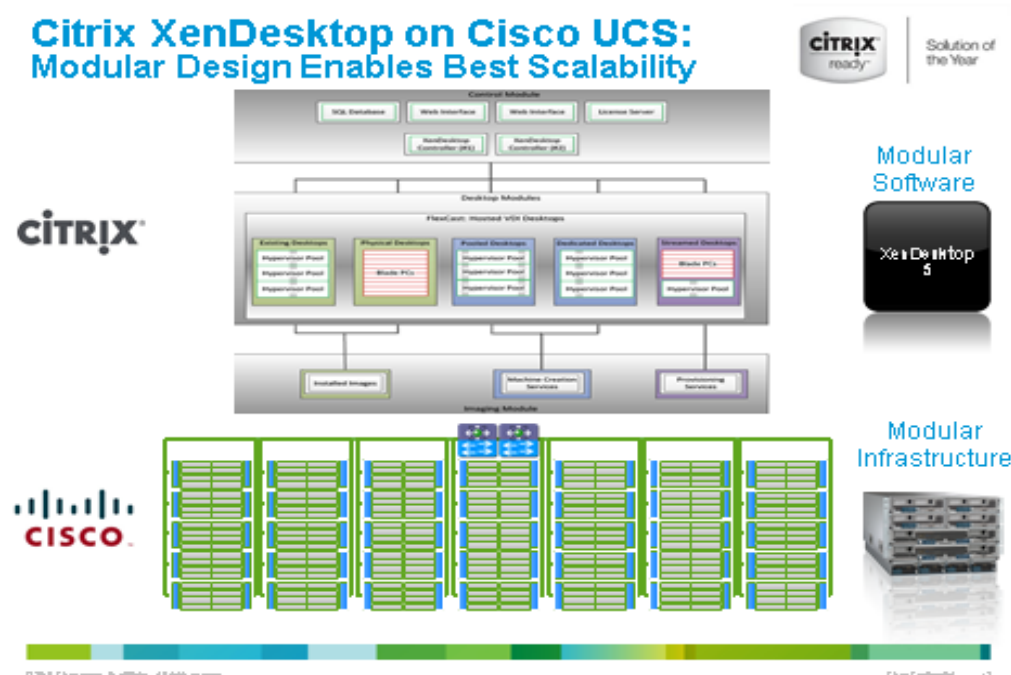 Citrix XenDesktop on Cisco UCS:
Modular Design Enables Best Scalability
CITRIX
ready
Solution of
the Year
Control Module
SQL Database
Web Interface
Web Interface
License Server
XenDesktop
Controller (#1)
XenDesktop
Controller (#2)
Modular
Software
Desktop Modules
FlexCast: Hosted VDI Desktops
CITRIX
Existing Desktops
Hypervisor Pool
Hypervisor Pool
Hypervisor Pool
Physical Desktops
Blade PCs
Pooled Desktops
Hypervisor Pool
Hypervisor Pool
Hypervisor Pool
Dedicated Desktops
Hypervisor Pool
Hypervisor Pool
Hypervisor Pool
Streamed Desktops
Blade PCs
Hypervisor Pool
XenDesktop
5
Installed Images
Machine Creation
Services
Provisioning
Services
Imaging Module
Modular
Infrastructure
CISCO